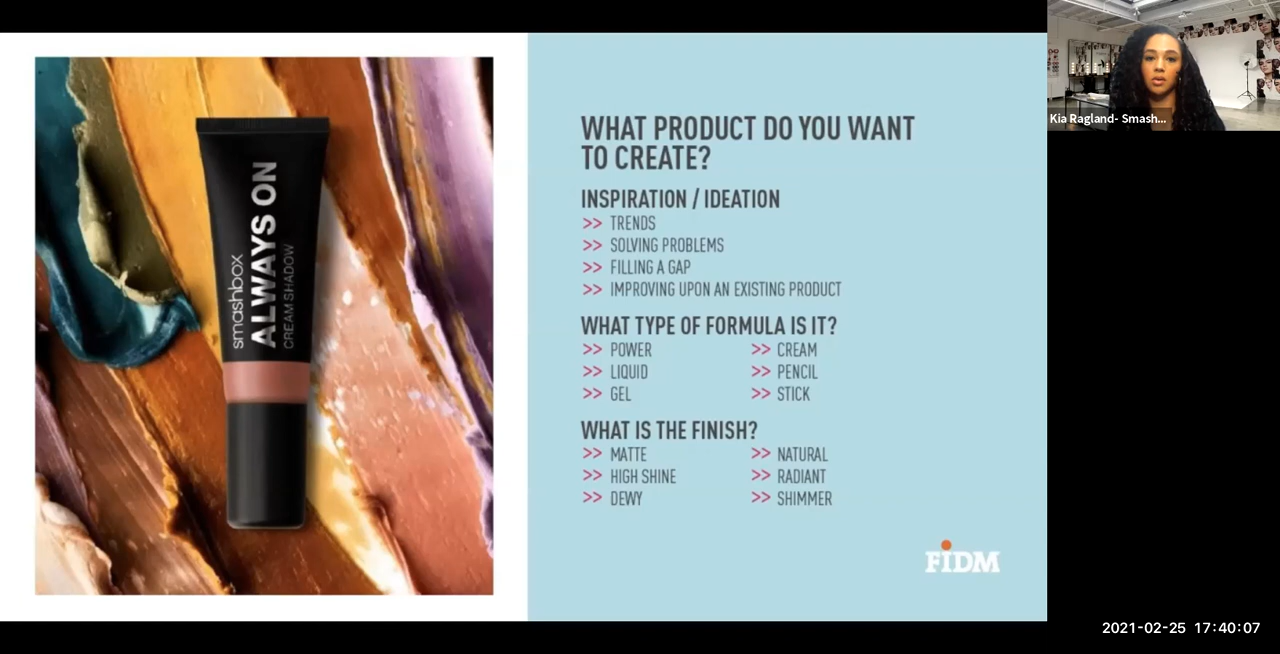 smashbox
ALWAYS ON
CREAM SHADOW
WHAT PRODUCT DO YOU WANT
TO CREATE?
INSPIRATION / IDEATION
>> TRENDS
>> SOLVING PROBLEMS
>> FILLING A GAP
>> IMPROVING UPON AN EXISTING PRODUCT
WHAT TYPE OF FORMULA IS IT?
>> POWER >> CREAM
>> LIQUID >> PENCIL
>> GEL >> STICK
WHAT IS THE FINISH?
>> MATTE >> NATURAL
>> HIGH SHINE >> RADIANT
>> DEWY >> SHIMMER
FIDM
Kia Ragland- Smash...
2021-02-25 17:40:07